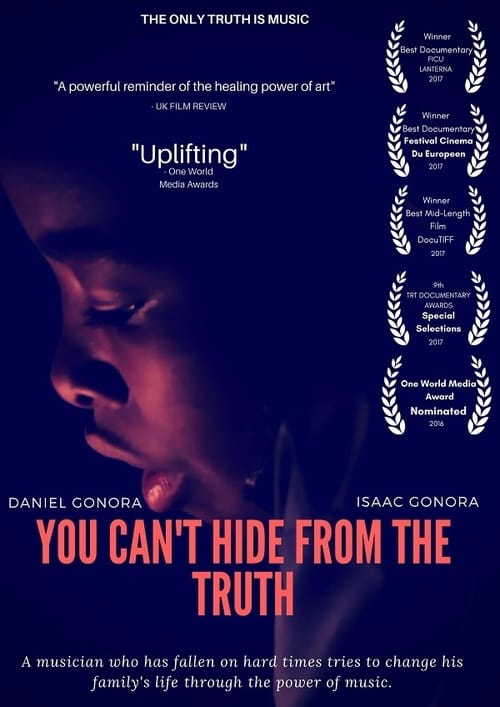 THE ONLY TRUTH IS MUSIC
"A powerful reminder of the healing power of art"
- UK FILM REVIEW
"Uplifting"
- One World
Media Awards
Winner
Best Documentary
FICU
LANTERNA
2017
Winner
Best Documentary
Festival Cinema
Du Europeen
2017
Winner
Best Mid-Length
Film
DocuTIFF
2017
9th
TRT DOCUMENTARY
AWARDS
Special
Selections
2017
One World Media
Award
Nominated
2016
DANIEL GONORA
ISAAC GONORA
YOU CAN'T HIDE FROM THE
TRUTH
A musician who has fallen on hard times tries to change his
family's life through the power of music.